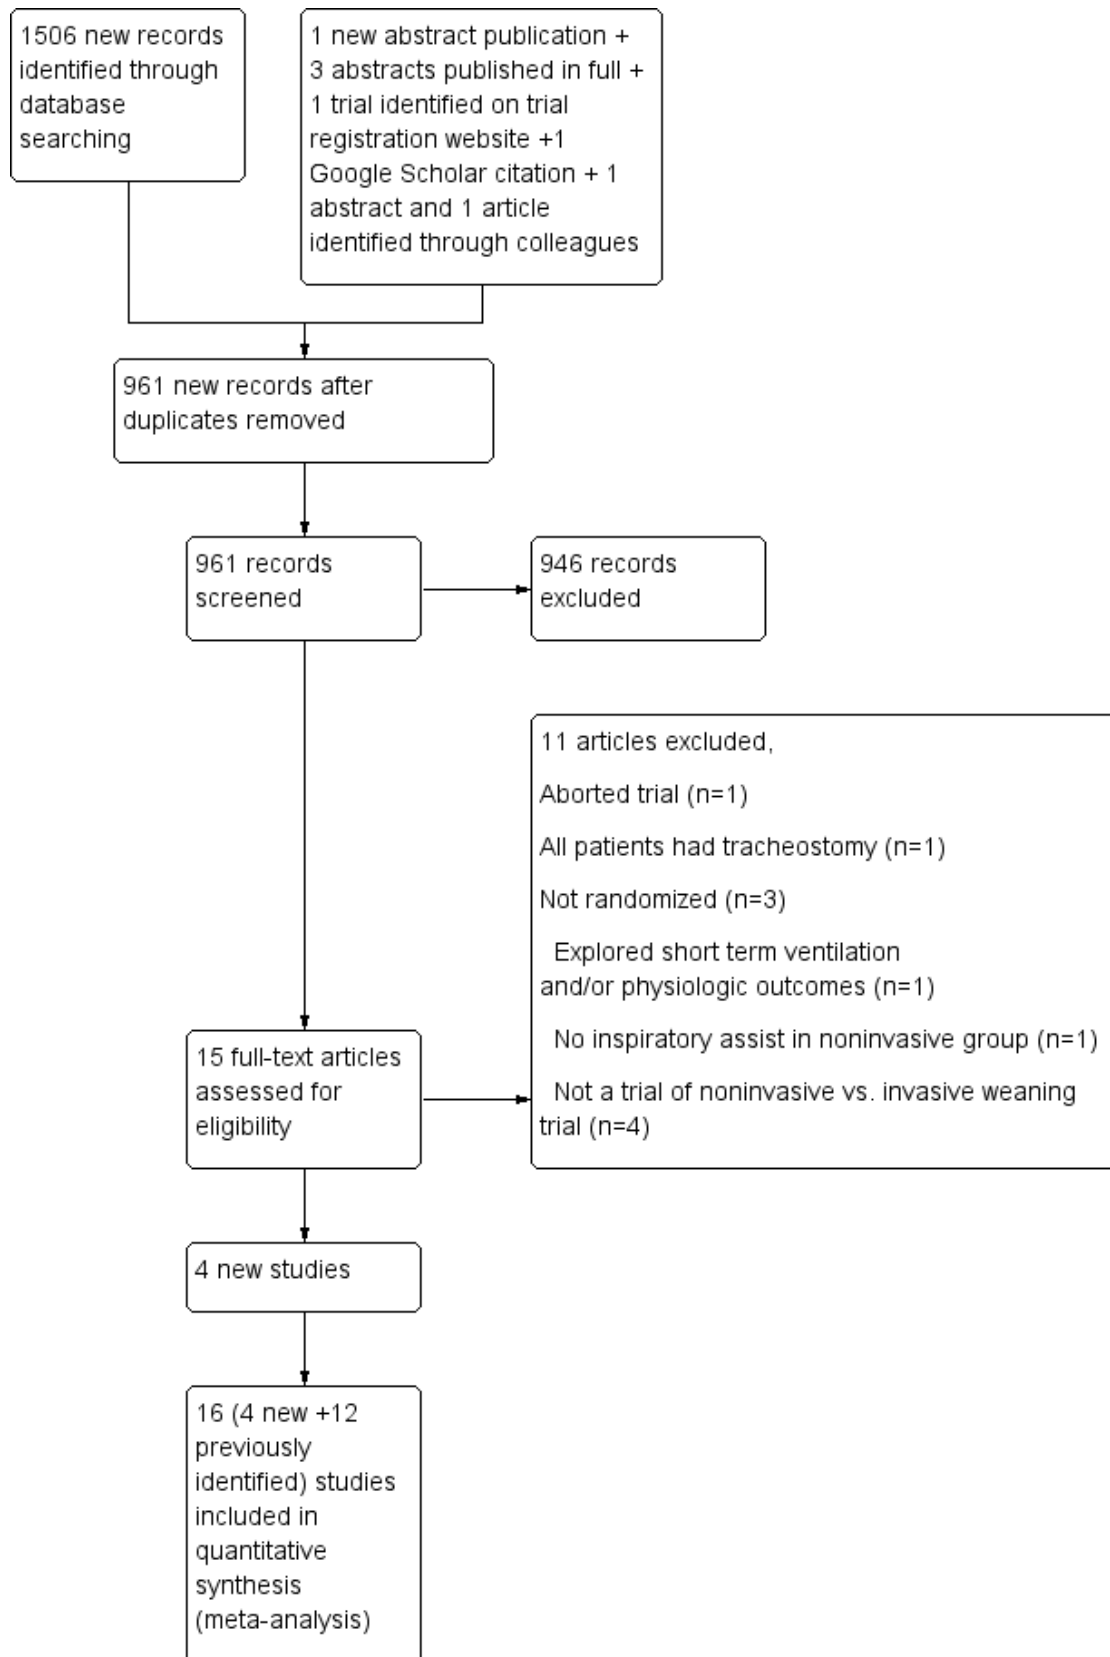 1506 new records
identified through
database
searching
1 new abstract publication +
3 abstracts published in full +
1 trial identified on trial
registration website +1
Google Scholar citation + 1
abstract and 1 article
identified through colleagues
961 new records after
duplicates removed
961 records
screened
946 records
excluded
11 articles excluded,
Aborted trial (n=1)
All patients had tracheostomy (n=1)
Not randomized (n=3)
Explored short term ventilation
and/or physiologic outcomes (n=1)
No inspiratory assist in noninvasive group (n=1)
Not a trial of noninvasive vs. invasive weaning
trial (n=4)
15 full-text articles
assessed for
eligibility
4 new studies
16 (4 new +12
previously
identified) studies
included in
quantitative
synthesis
(meta-analysis)